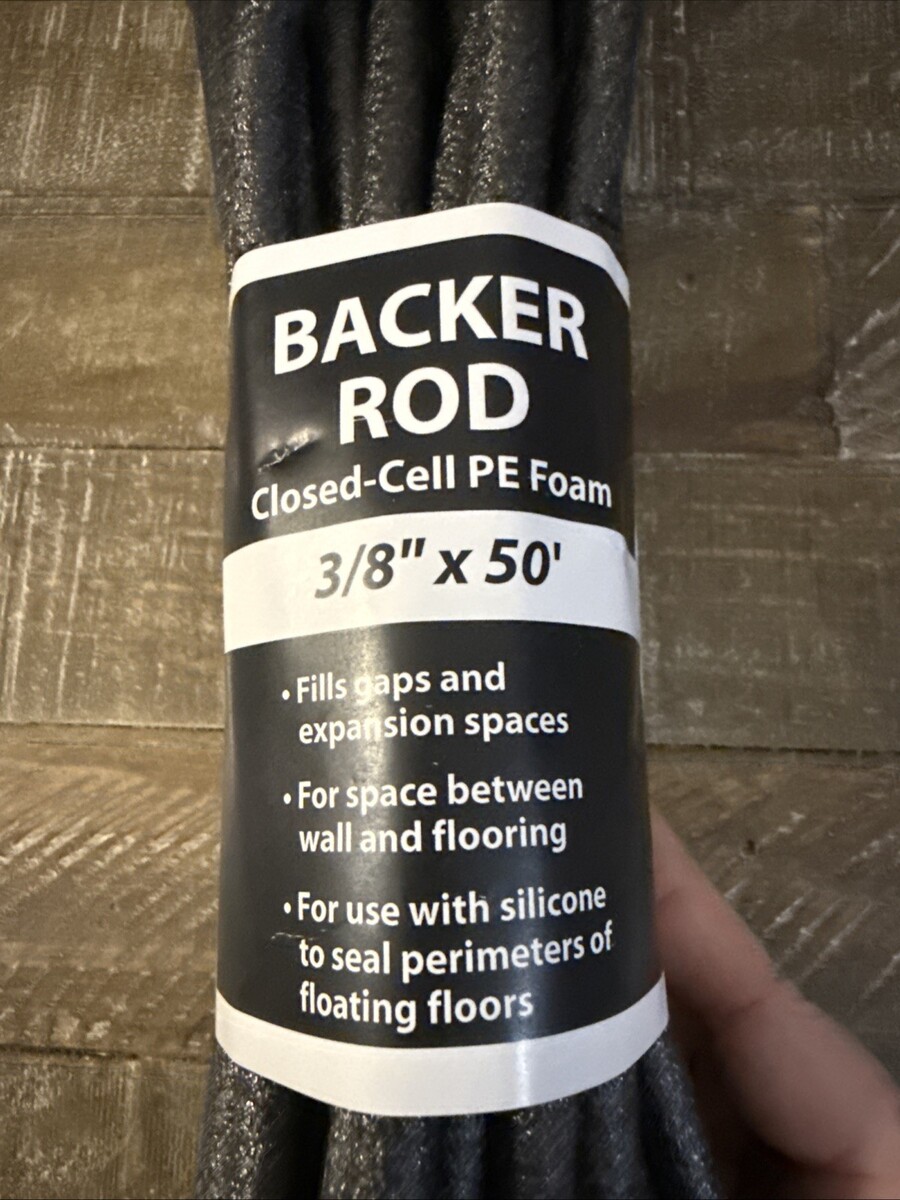 BACKER
ROD
Closed-Cell PE Foam
3/8" x 50'
• Fills gaps and
expansion spaces
• For space between
wall and flooring
• For use with silicone
to seal perimeters of
floating floors